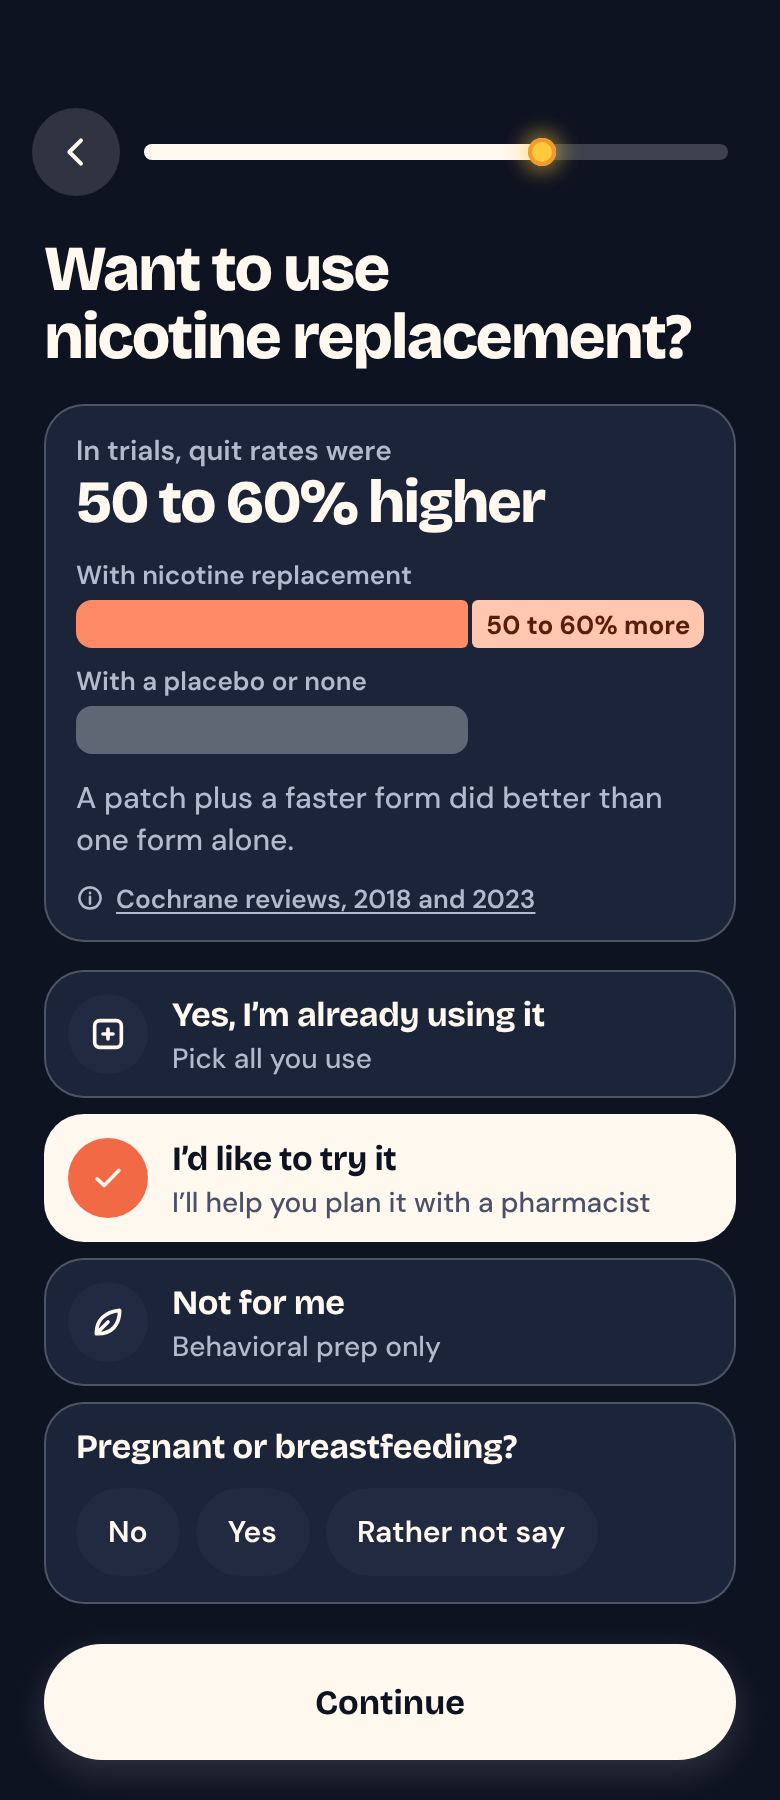 Want to use
nicotine replacement?
In trials, quit rates were
50 to 60% higher
With nicotine replacement
50 to 60% more
With a placebo or none
A patch plus a faster form did better than
one form alone.
Cochrane reviews, 2018 and 2023
Yes, I’m already using it
Pick all you use
I’d like to try it
I’ll help you plan it with a pharmacist
Not for me
Behavioral prep only
Pregnant or breastfeeding?
No
Yes
Rather not say
Continue